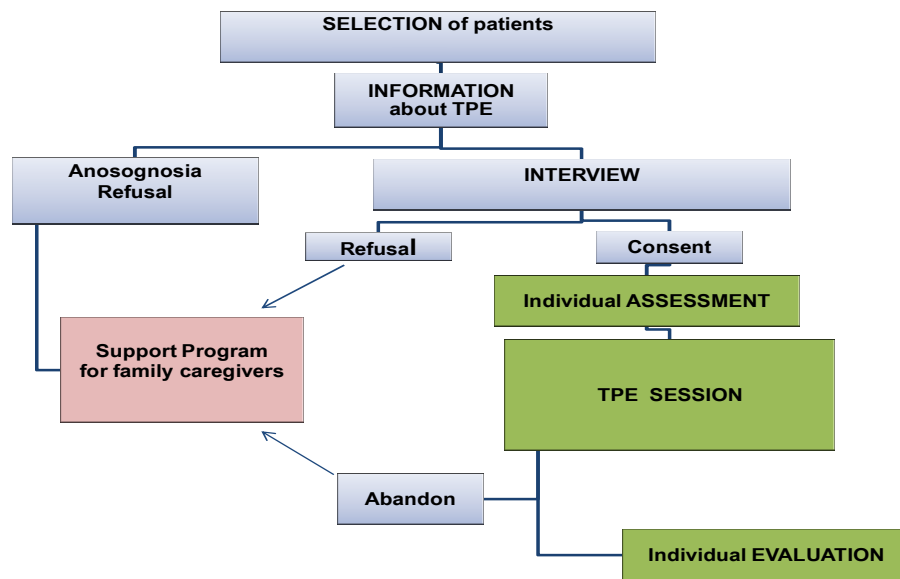 SELECTION of patients
INFORMATION
about TPE
Anosognosia
Refusal
INTERVIEW
Refusal
Consent
Individual ASSESSMENT
Support Program
for family caregivers
TPE SESSION
Abandon
Individual EVALUATION